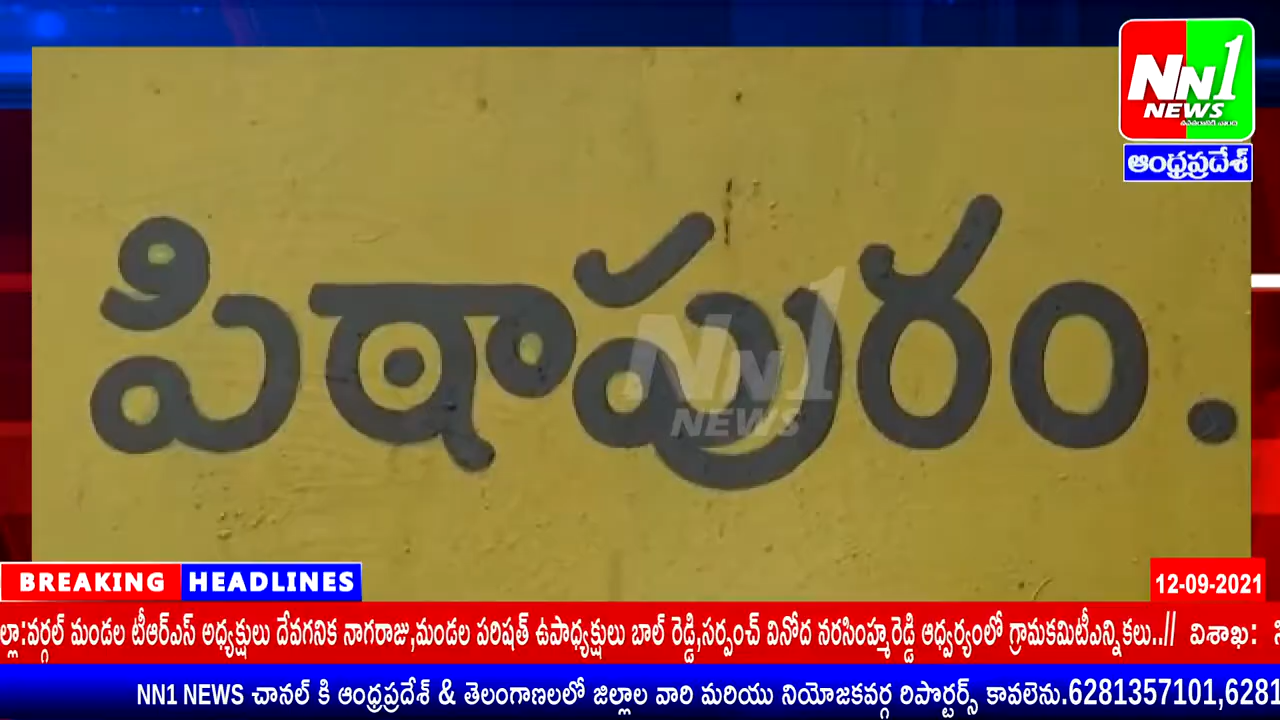 NN1
NEWS
ఆంధ్రప్రదేశ్
పిఠాపురం.
NN1
NEWS
BREAKING HEADLINES
12-09-2021
ల్లా:వర్గల్ మండల టీఆర్ఎస్ అధ్యక్షులు దేవగనిక నాగరాజు,మండల పరిషత్ ఉపాధ్యక్షులు బాల్ రెడ్డి,సర్పంచ్ వినోద నరసింహ్మరెడ్డి ఆధ్వర్యంలో గ్రామకమిటీఎన్నికలు..// విశాఖ:
NN1 NEWS చానల్ కి ఆంధ్రప్రదేశ్ & తెలంగాణలలో జిల్లాల వారి మరియు నియోజకవర్గ రిపొర్టర్స్ కావలెను.6281357101,6281